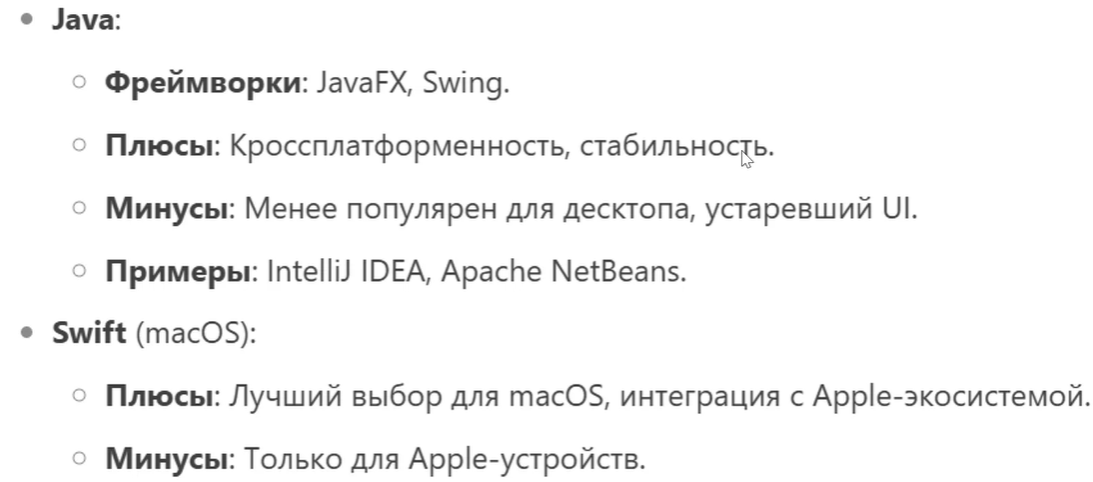 Java:
Фреймворки: JavaFX, Swing.
Плюсы: Кроссплатформенность, стабильность.
Минусы: Менее популярен для десктопа, устаревший UI.
Примеры: IntelliJ IDEA, Apache NetBeans.
Swift (macOS):
Плюсы: Лучший выбор для macOS, интеграция с Apple-экосистемой.
Минусы: Только для Apple-устройств.